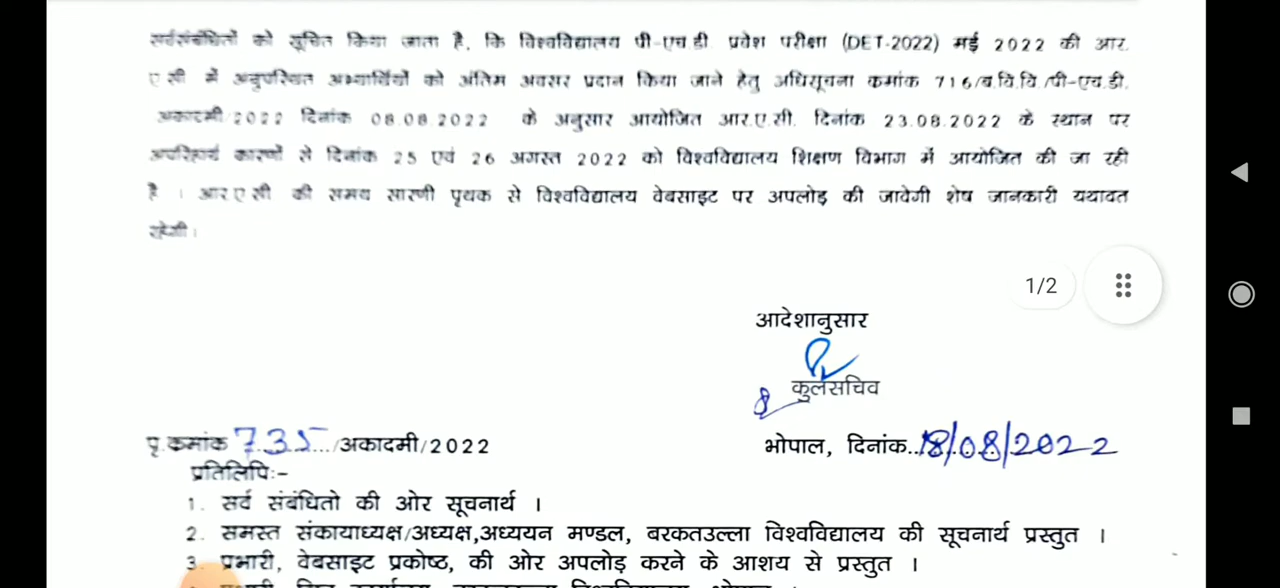 सर्वसंबंधितों को सूचित किया जाता है, कि विश्वविद्यालय पी-एच.डी. प्रवेश परीक्षा (DET-2022) मई 2022 की आर.
ए.सी. में अनुपस्थित अभ्यार्थियों को अंतिम अवसर प्रदान किया जाने हेतु अधिसूचना कमांक 716/ब.वि.वि./पी-एच.डी.
अकादमी/2022 दिनांक 08.08.2022 के अनुसार आयोजित आर.ए.सी. दिनांक 23.08.2022 के स्थान पर
अपरिहार्य कारणों से दिनांक 25 एवं 26 अगस्त 2022 को विश्वविद्यालय शिक्षण विभाग में आयोजित की जा रही
है । आर.ए.सी. की समय सारणी पृथक से विश्वविद्यालय वेबसाइट पर अपलोड़ की जावेगी शेष जानकारी यथावत
रहेगी।
1/2
आदेशानुसार
कुलसचिव
पृ.कमांक 735/अकादमी/2022
भोपाल, दिनांक..18/08/2022
प्रतिलिपिः-
1. सर्व संबंधितो की ओर सूचनार्थ ।
2. समस्त संकायाध्यक्ष/अध्यक्ष,अध्ययन मण्डल, बरकतउल्ला विश्वविद्यालय की सूचनार्थ प्रस्तुत ।
3. प्रभारी, वेबसाइट प्रकोष्ट, की ओर अपलोड़ करने के आशय से प्रस्तुत ।